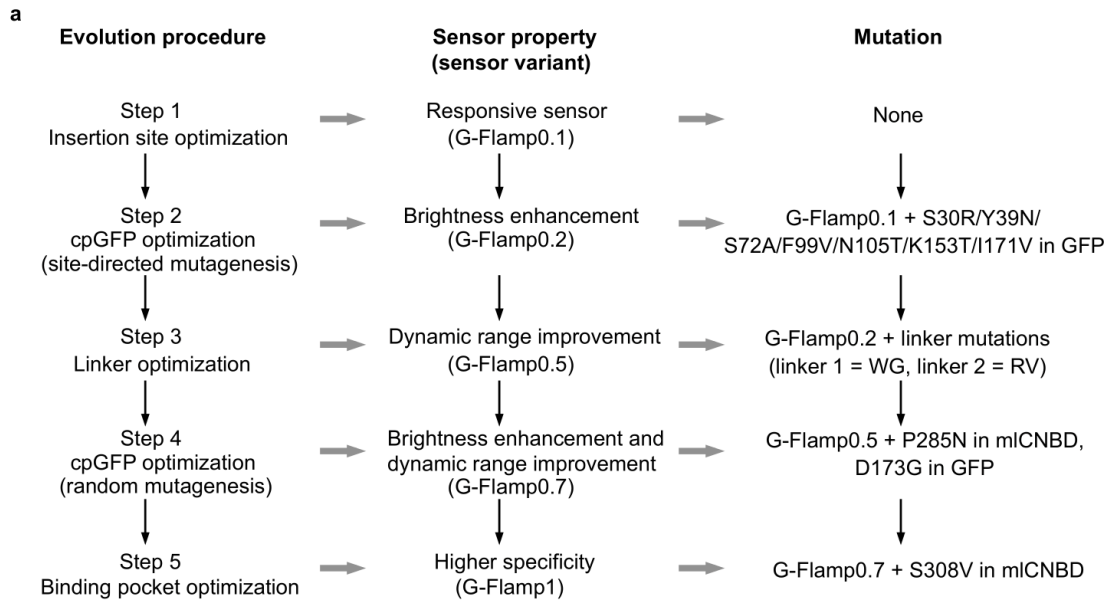 a
Evolution procedure
Sensor property
(sensor variant)
Mutation
Step 1
Insertion site optimization
Responsive sensor
(G-Flamp0.1)
None
Step 2
cpGFP optimization
(site-directed mutagenesis)
Brightness enhancement
(G-Flamp0.2)
G-Flamp0.1 + S30R/Y39N/
S72A/F99V/N105T/K153T/I171V in GFP
Step 3
Linker optimization
Dynamic range improvement
(G-Flamp0.5)
G-Flamp0.2 + linker mutations
(linker 1 = WG, linker 2 = RV)
Step 4
cpGFP optimization
(random mutagenesis)
Brightness enhancement and
dynamic range improvement
(G-Flamp0.7)
G-Flamp0.5 + P285N in mlCNBD,
D173G in GFP
Step 5
Binding pocket optimization
Higher specificity
(G-Flamp1)
G-Flamp0.7 + S308V in mlCNBD